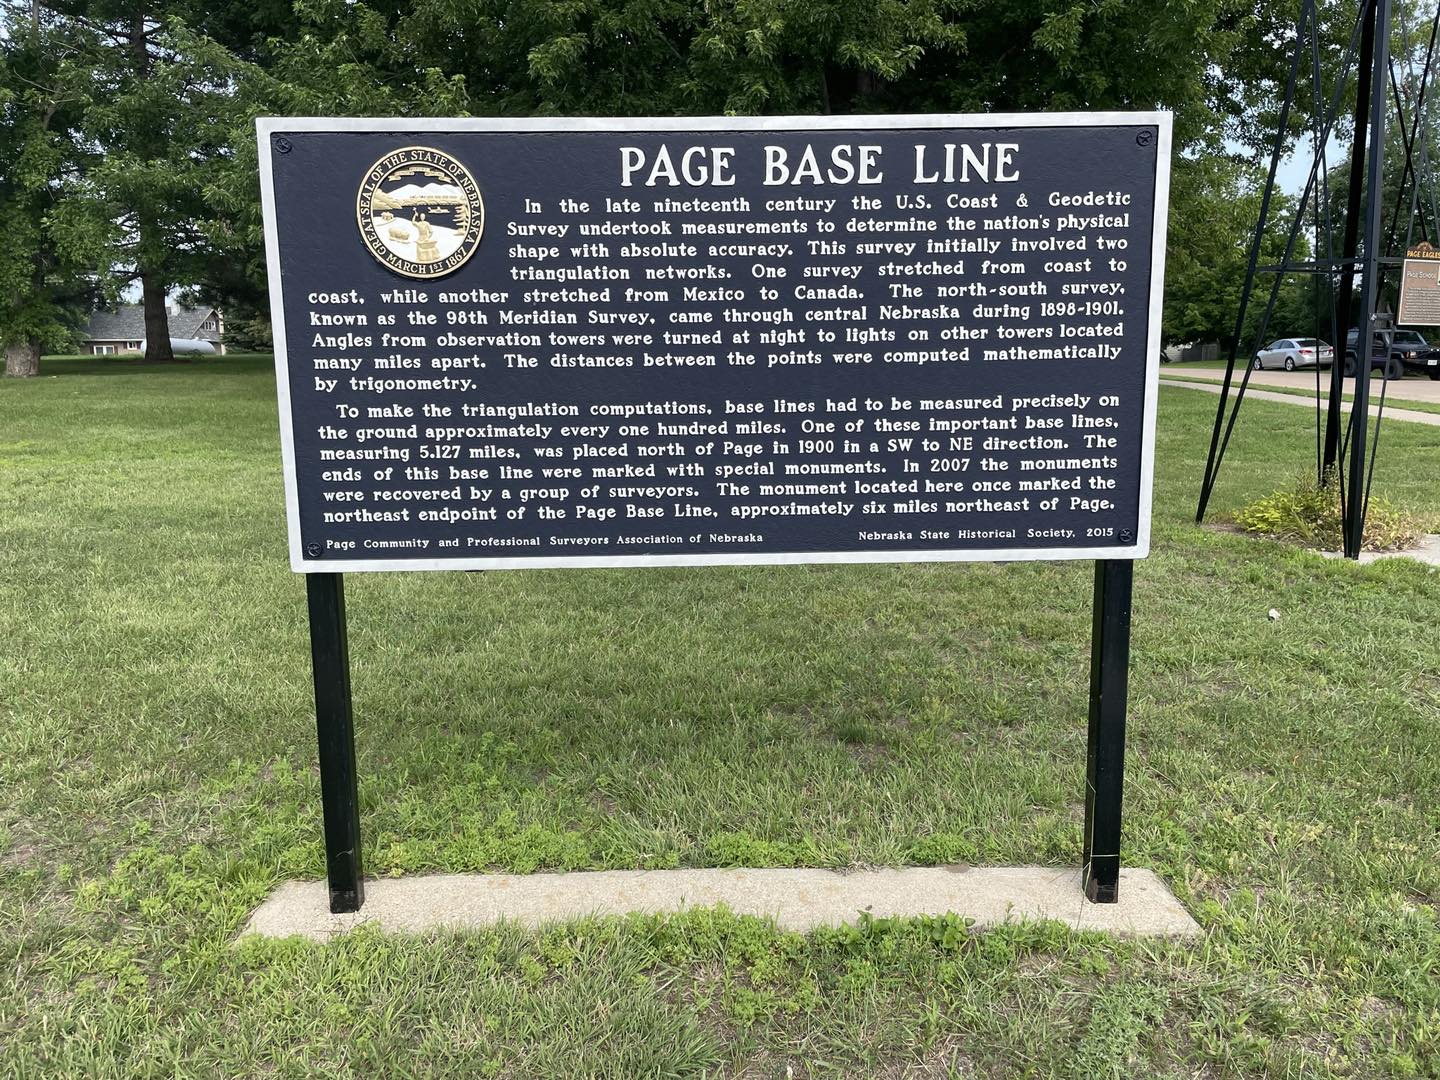 PAGE BASE LINE
GREAT SEAL OF THE STATE OF NEBRASKA
MARCH 1ST 1867
In the late nineteenth century the U.S. Coast & Geodetic
Survey undertook measurements to determine the nation's physical
shape with absolute accuracy. This survey initially involved two
triangulation networks. One survey stretched from coast to
coast, while another stretched from Mexico to Canada. The north-south survey,
known as the 98th Meridian Survey, came through central Nebraska during 1898-1901.
Angles from observation towers were turned at night to lights on other towers located
many miles apart. The distances between the points were computed mathematically
by trigonometry.
To make the triangulation computations, base lines had to be measured precisely on
the ground approximately every one hundred miles. One of these important base lines,
measuring 5.127 miles, was placed north of Page in 1900 in a SW to NE direction. The
ends of this base line were marked with special monuments. In 2007 the monuments
were recovered by a group of surveyors. The monument located here once marked the
northeast endpoint of the Page Base Line, approximately six miles northeast of Page.
Page Community and Professional Surveyors Association of Nebraska
Nebraska State Historical Society, 2015
PAGE EAGLES
PAGE SCHOOL